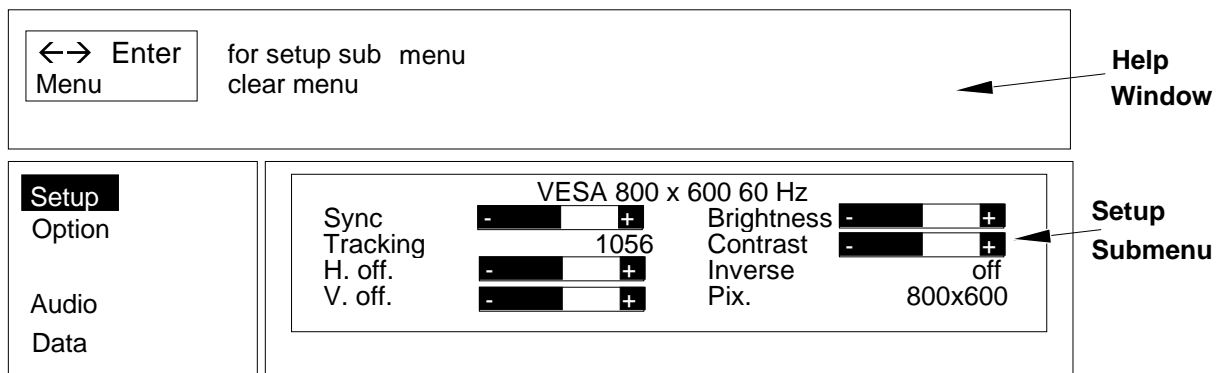 ←→ Enter for setup sub menu
Menu clear menu
Help
Window
Setup
Option
Audio
Data
VESA 800 x 600 60 Hz
Sync - + Brightness - +
Tracking 1056 Contrast - +
H. off. - + Inverse off
V. off. - + Pix. 800x600
Setup
Submenu